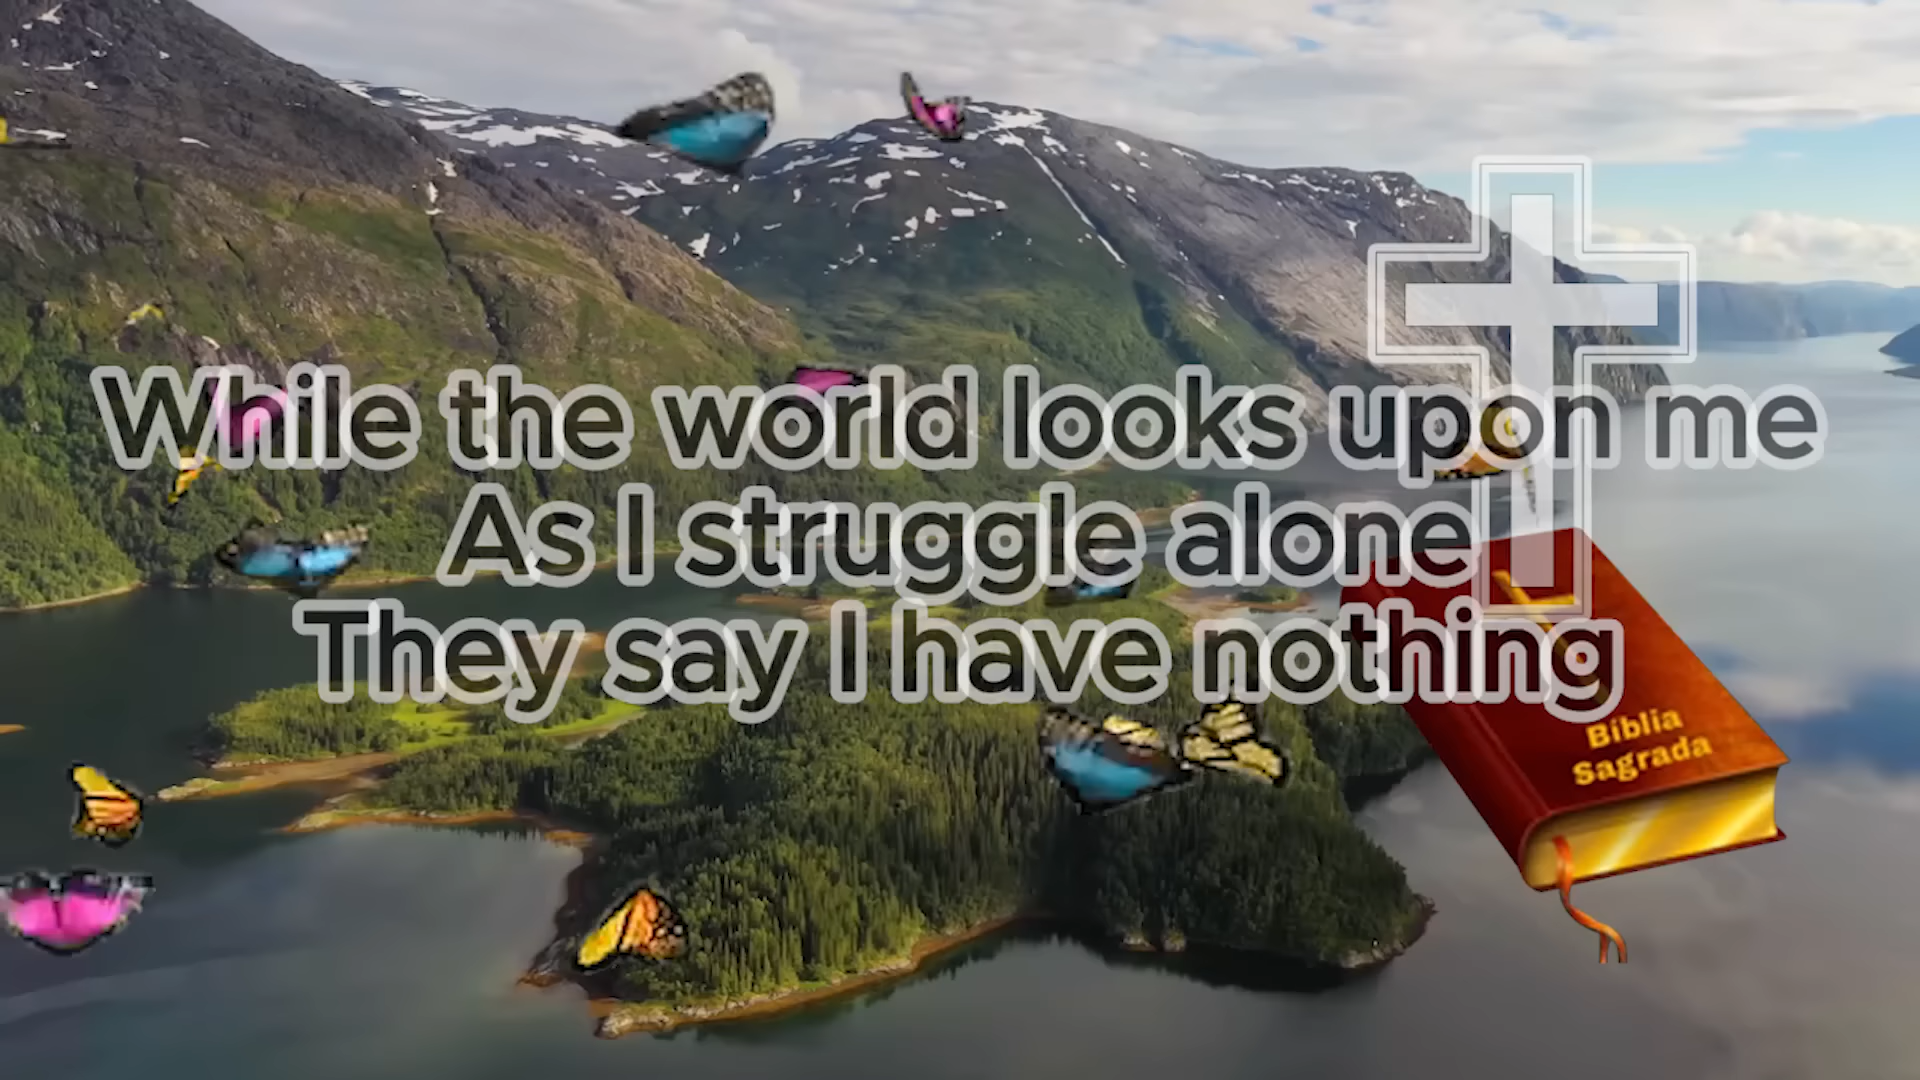 While the world looks upon me
As I struggle alone
They say I have nothing
Bíblia
Sagrada